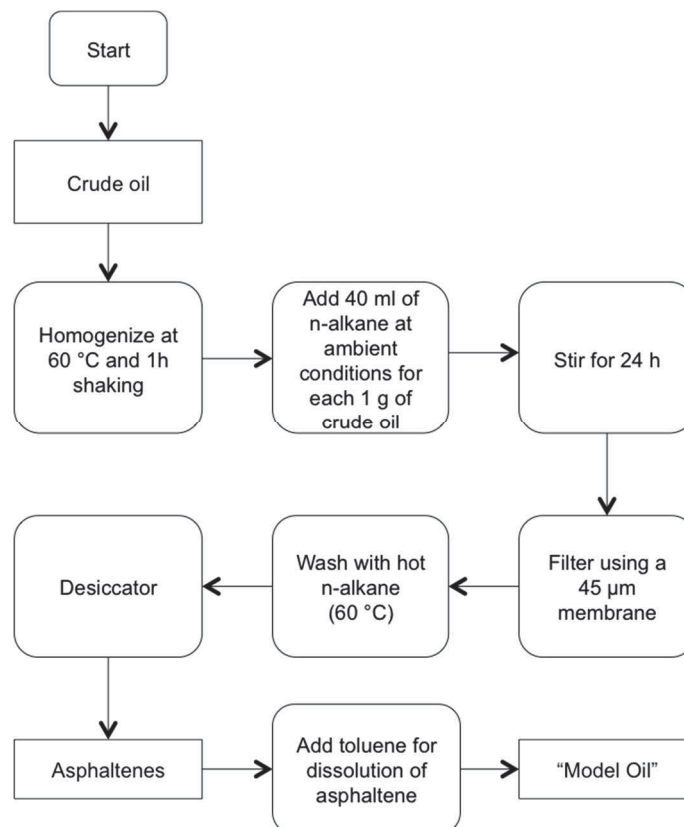 Start
Crude oil
Homogenize at
60 °C and 1h
shaking
Add 40 ml of
n-alkane at
ambient
conditions for
each 1 g of
crude oil
Stir for 24 h
Filter using a
45 µm
membrane
Wash with hot
n-alkane
(60 °C)
Desiccator
Asphaltenes
Add toluene for
dissolution of
asphaltene
“Model Oil”